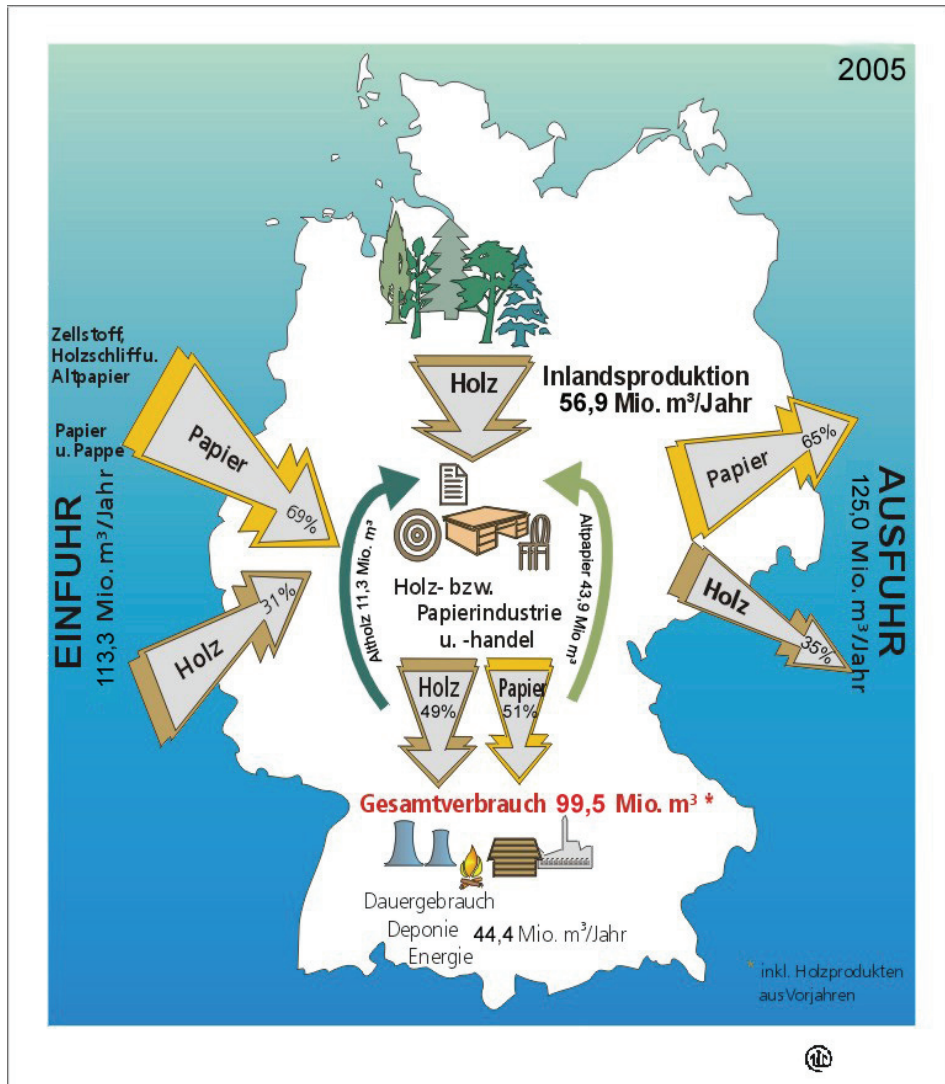 2005
Zellstoff,
Holzschliffu.
Altpapier
Papier
u. Pappe
EINFUHR
113,3 Mio. m³/Jahr
Papier
69%
Holz
31%
Holz
Inlandsproduktion
56,9 Mio. m³/Jahr
Papier
65%
Holz
35%
AUSFUHR
125,0 Mio. m³/Jahr
Altholz 11,3 Mio. m³
Altpapier 43,9 Mio m³
Holz- bzw.
Papierindustrie
u. -handel
Holz
49%
Papier
51%
Gesamtverbrauch 99,5 Mio. m³ *
Dauergebrauch
Deponie
44,4 Mio. m³/Jahr
Energie
* inkl. Holzprodukten
aus Vorjahren